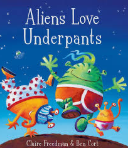 Aliens Love
Underpants
Claire Freedman & Ben Cort